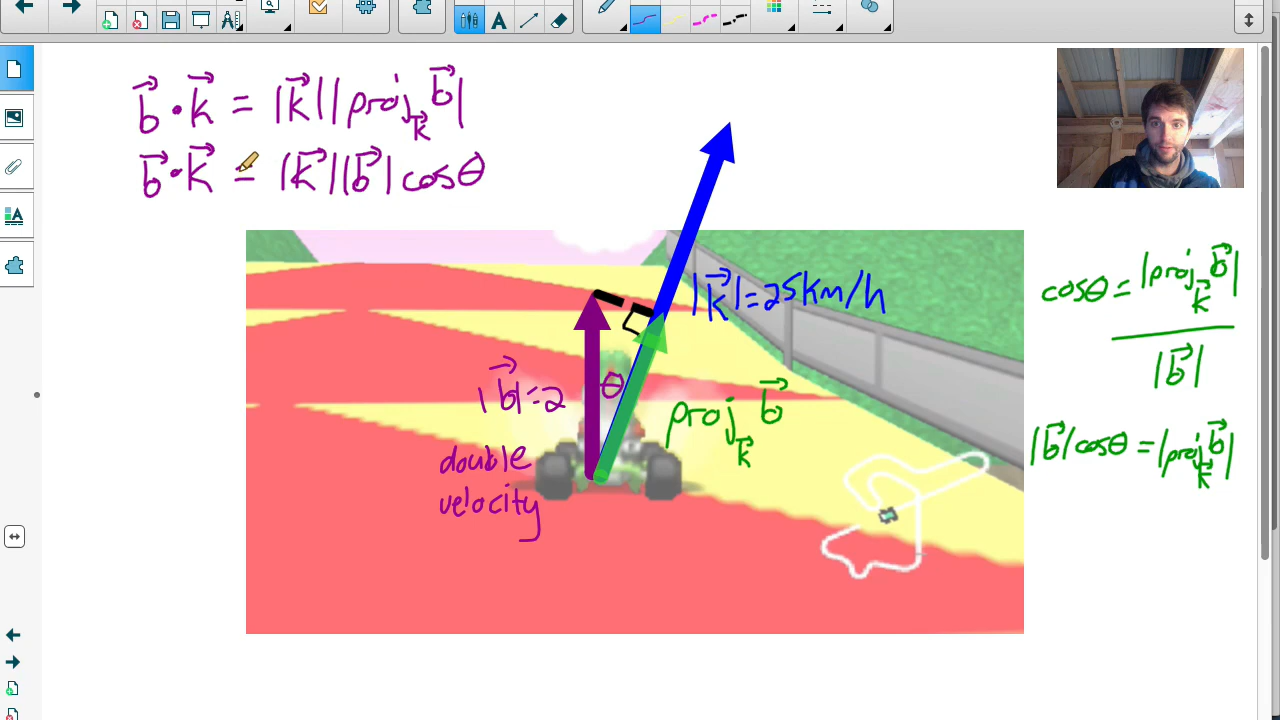 b⃗ · k⃗ = |k⃗| |proj_k⃗ b⃗|
b⃗ · k⃗ = |k⃗| |b⃗| cosθ
|k⃗| = 25km/h
|b⃗| = 2
θ
double
velocity
proj_k⃗ b⃗
cosθ = |proj_k⃗ b⃗|
|b⃗|
|b⃗| cosθ = |proj_k⃗ b⃗|